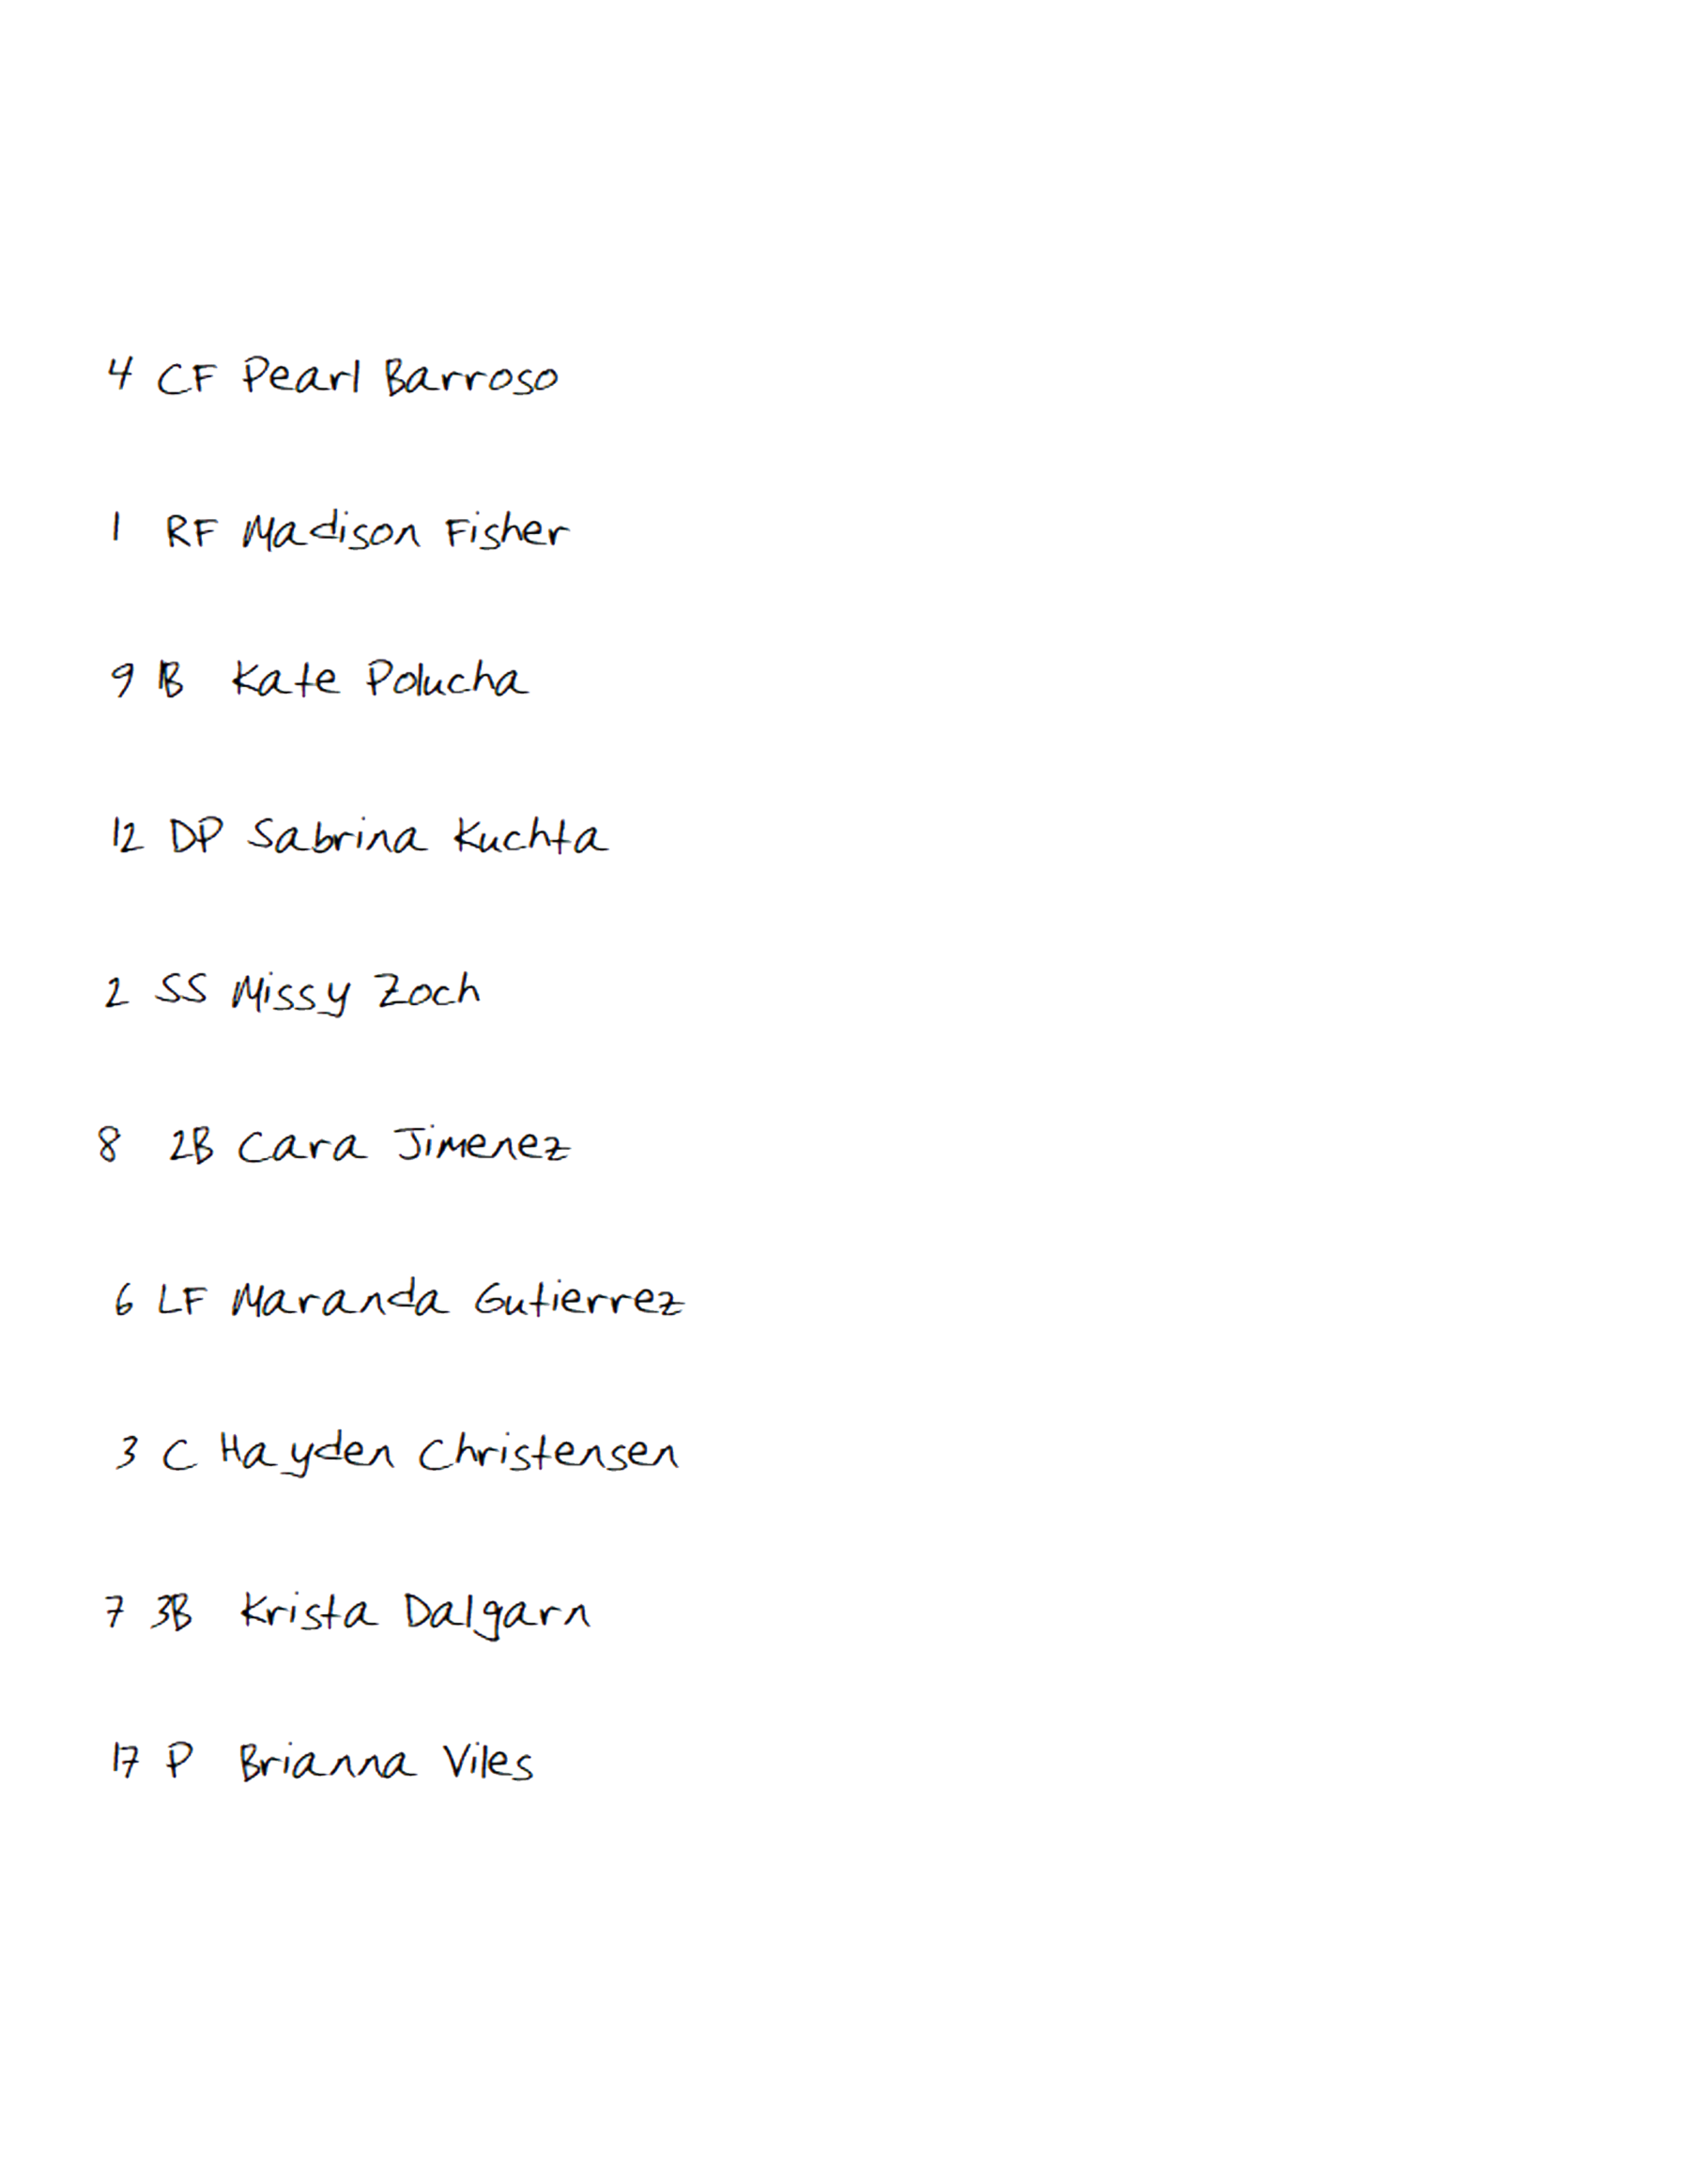 4 CF Pearl Barroso
1 RF Madison Fisher
9 1B Kate Polucha
12 DP Sabrina Kuchta
2 SS Missy Zoch
8 2B Cara Jimenez
6 LF Maranda Gutierrez
3 C Hayden Christensen
7 3B Krista Dalgarn
17 P Brianna Viles